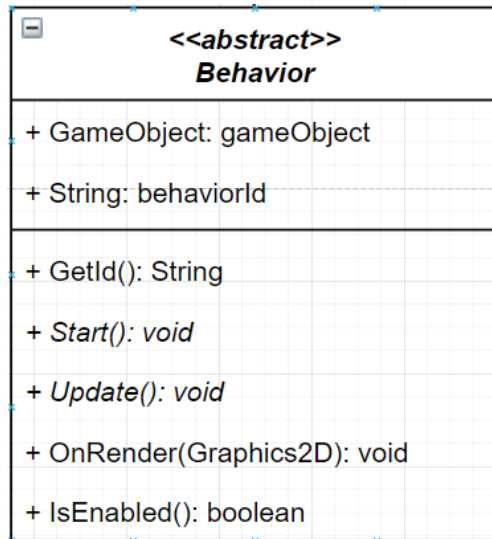 <<abstract>>
Behavior
+ GameObject: gameObject
+ String: behaviorId
+ GetId(): String
+ Start(): void
+ Update(): void
+ OnRender(Graphics2D): void
+ IsEnabled(): boolean